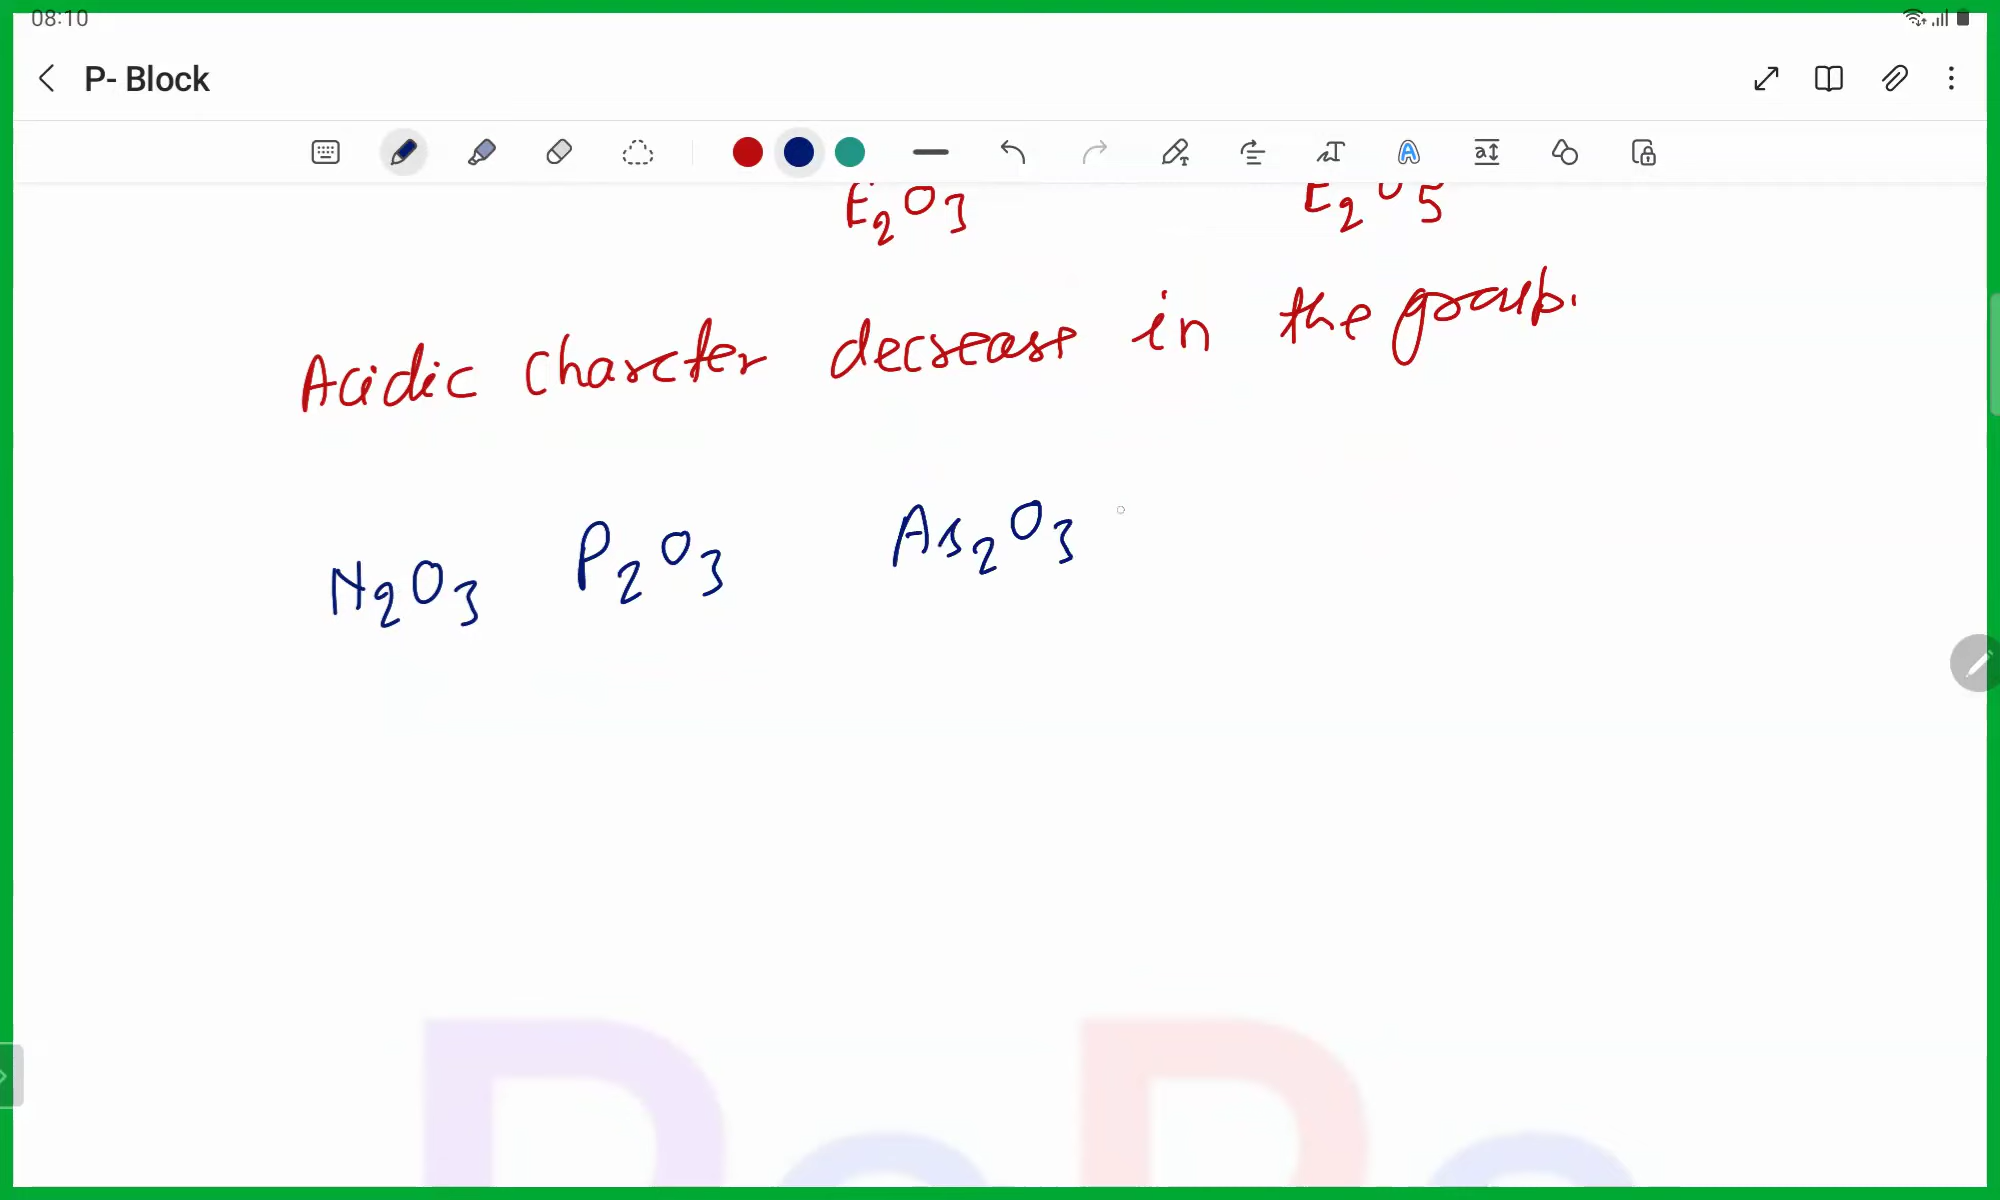 08:10
P- Block
E₂O₃ E₂O₅
Acidic charcter decrease in the group.
N₂O₃ P₂O₃ As₂O₃